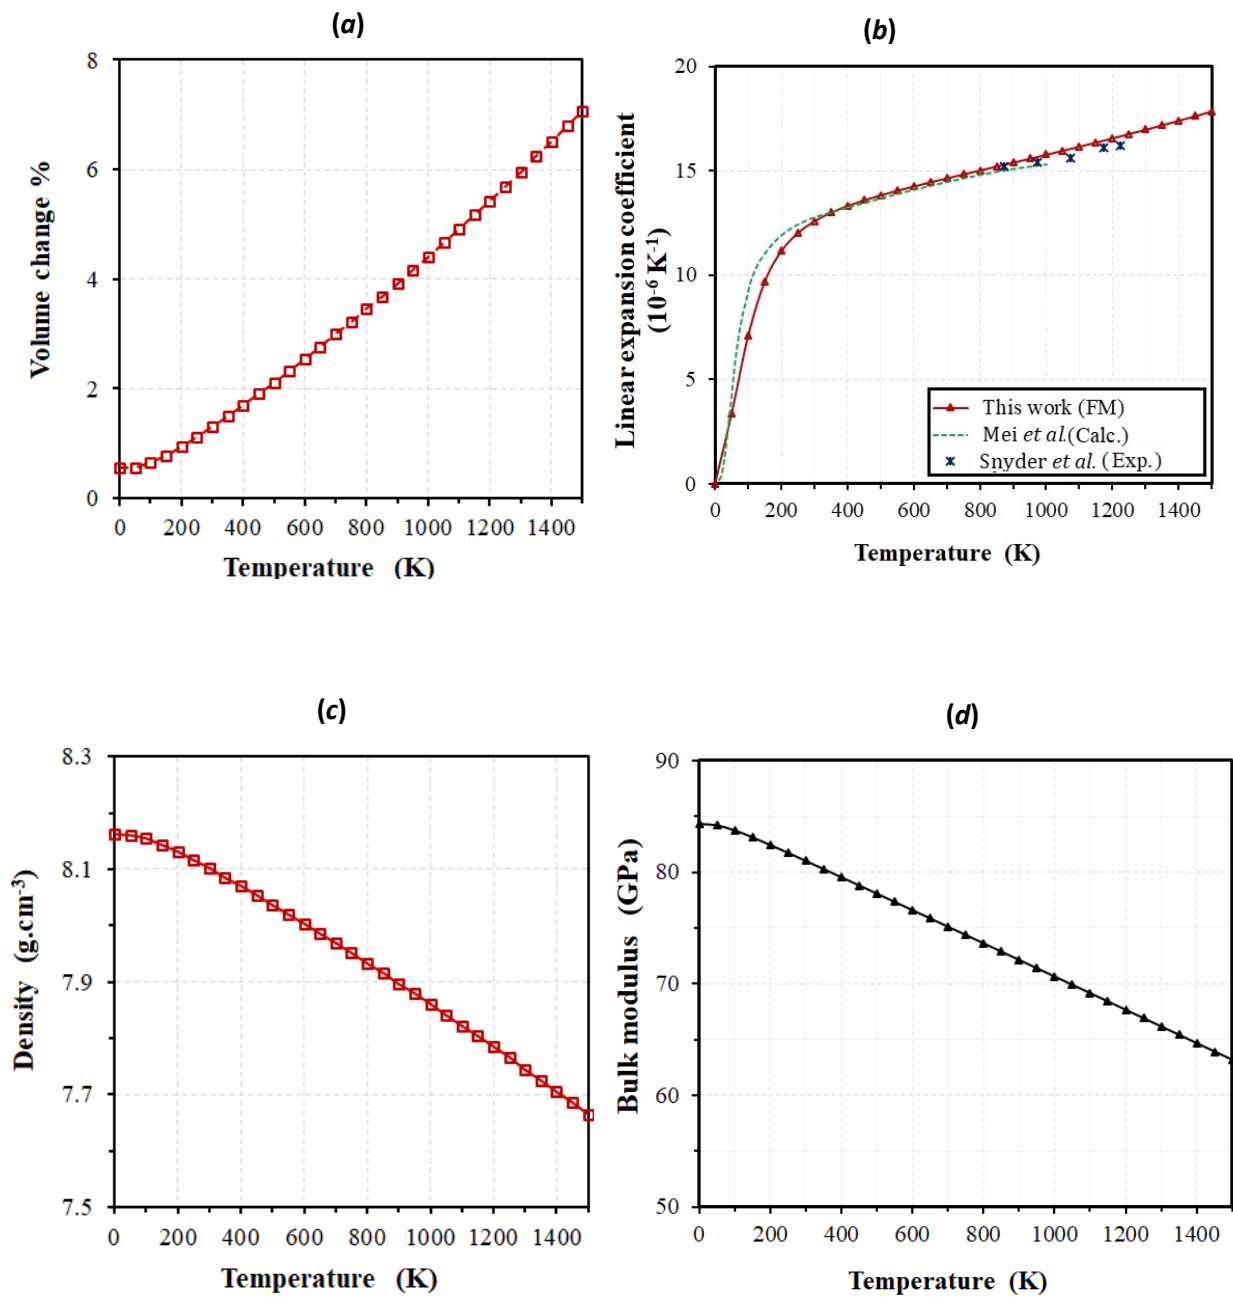 (a)
8
6
4
2
0
Volume change %
0 200 400 600 800 1000 1200 1400
Temperature (K)
(b)
20
15
10
5
0
Linear expansion coefficient
(10⁻⁶ K⁻¹)
This work (FM)
Mei et al.(Calc.)
Snyder et al. (Exp.)
0 200 400 600 800 1000 1200 1400
Temperature (K)
(c)
8.3
8.1
7.9
7.7
7.5
Density (g.cm⁻³)
0 200 400 600 800 1000 1200 1400
Temperature (K)
(d)
90
80
70
60
50
Bulk modulus (GPa)
0 200 400 600 800 1000 1200 1400
Temperature (K)